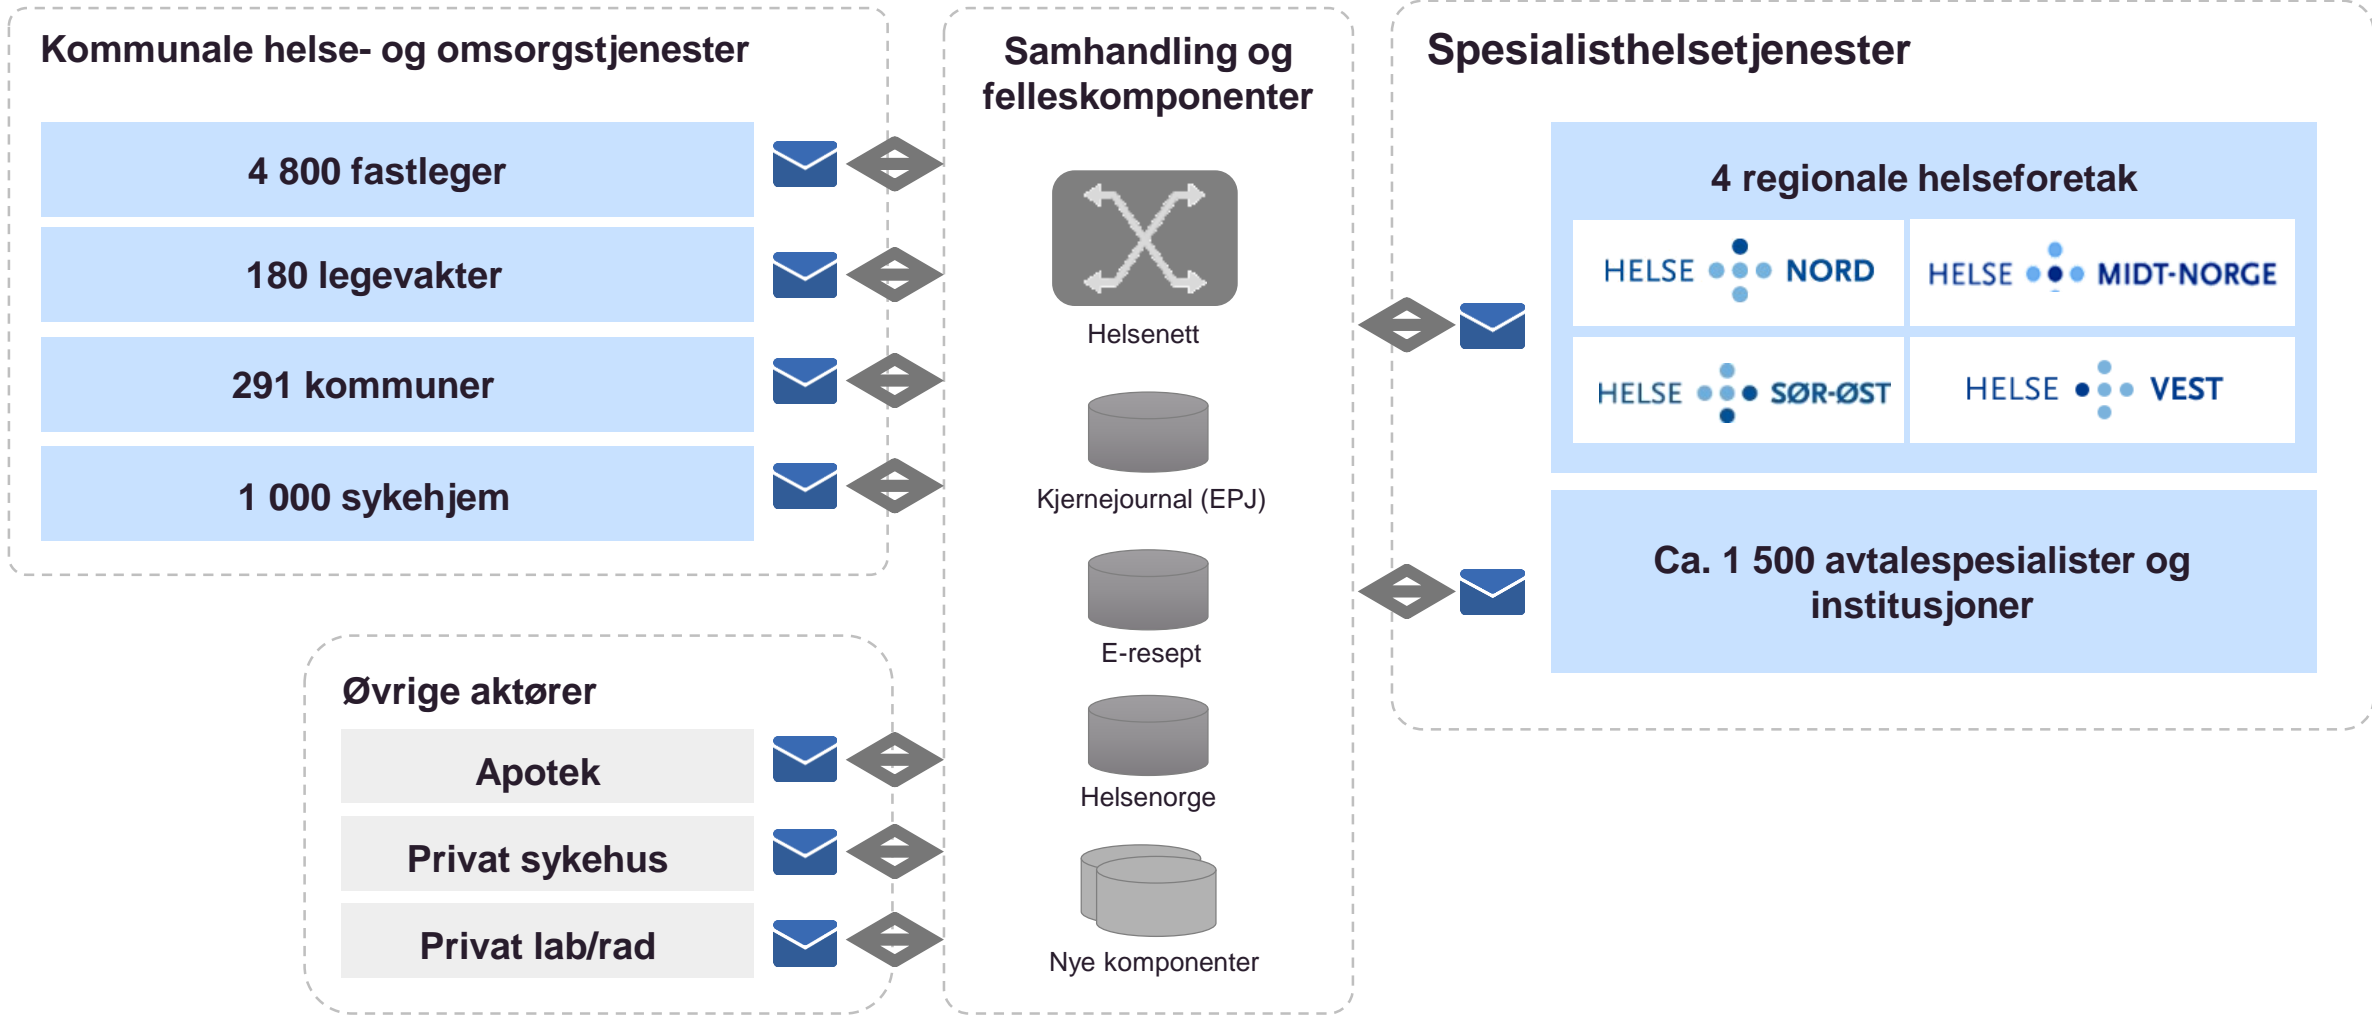 Kommunale helse- og omsorgstjenester
4 800 fastleger
180 legevakter
291 kommuner
1 000 sykehjem
Øvrige aktører
Apotek
Privat sykehus
Privat lab/rad
Samhandling og
felleskomponenter
Helsenett
Kjernejournal (EPJ)
E-resept
Helsenorge
Nye komponenter
Spesialisthelsetjenester
4 regionale helseforetak
HELSE NORD
HELSE MIDT-NORGE
HELSE SØR-ØST
HELSE VEST
Ca. 1 500 avtalespesialister og
institusjoner